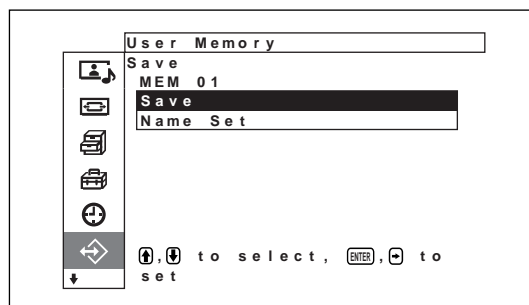 User Memory
Save
MEM 01
Save
Name Set
, to select, ENTER, to
set